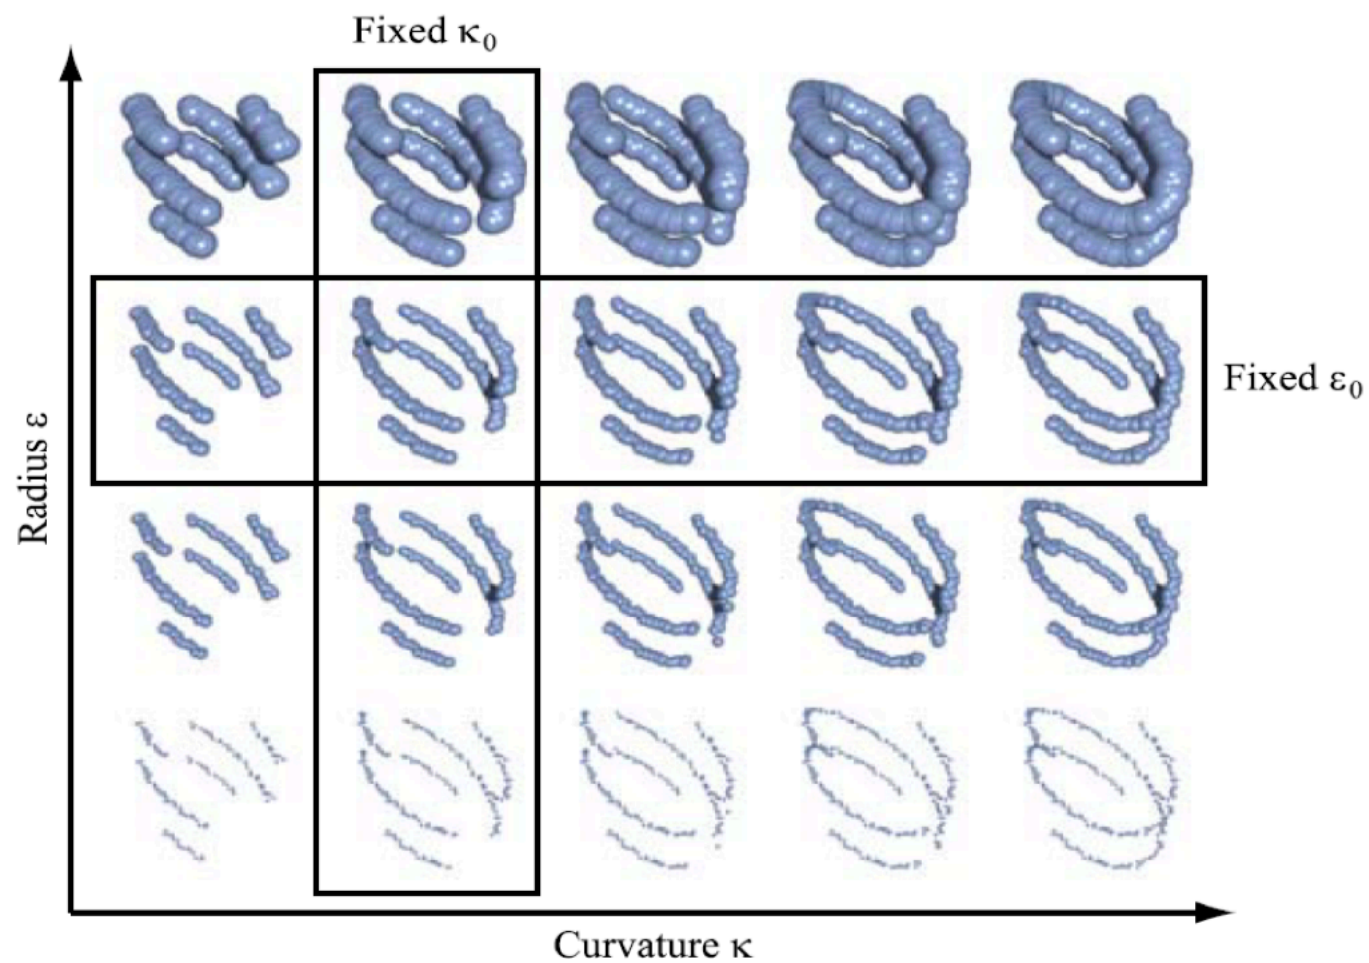 Fixed κ₀
Fixed ε₀
Radius ε
Curvature κ